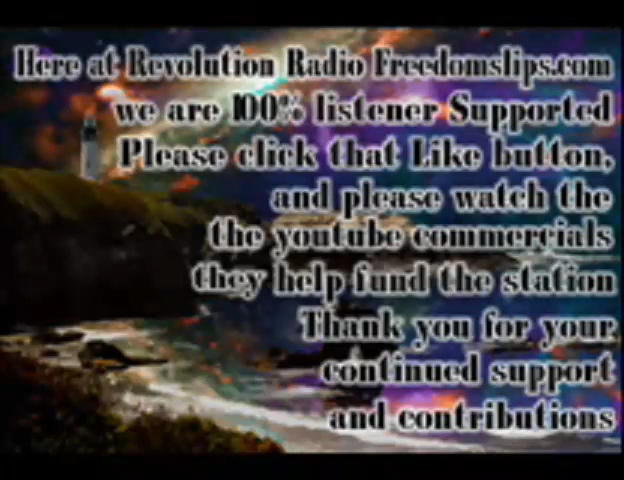 Here at Revolution Radio Freedomslips.com
we are 100% listener Supported
Please click that Like button,
and please watch the
the youtube commercials
they help fund the station
Thank you for your
continued support
and contributions